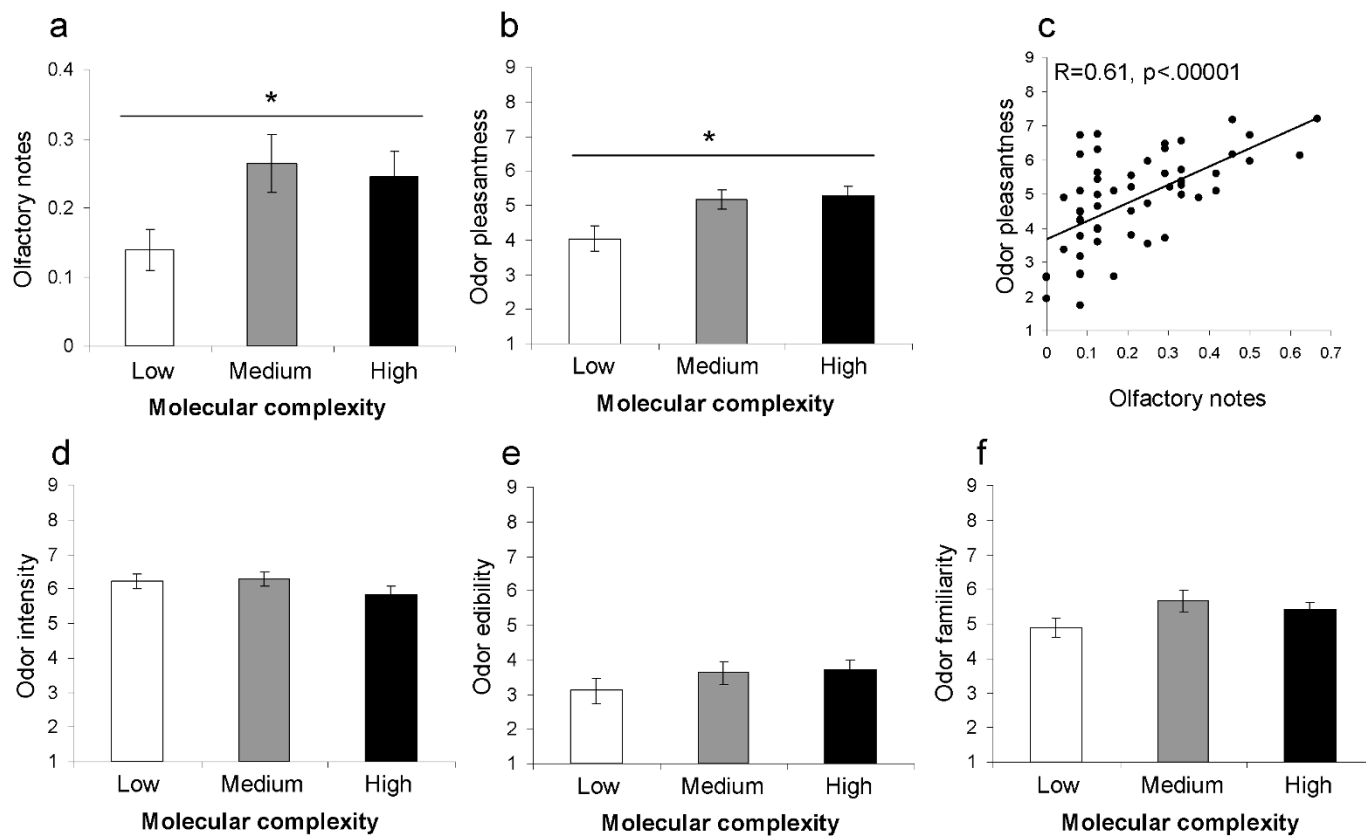 a
Olfactory notes
0.4
0.3
0.2
0.1
0
*
Low Medium High
Molecular complexity
b
Odor pleasantness
9
8
7
6
5
4
3
2
1
*
Low Medium High
Molecular complexity
c
Odor pleasantness
9
8
7
6
5
4
3
2
1
R=0.61, p<.00001
0 0.1 0.2 0.3 0.4 0.5 0.6 0.7
Olfactory notes
d
Odor intensity
9
8
7
6
5
4
3
2
1
Low Medium High
Molecular complexity
e
Odor edibility
9
8
7
6
5
4
3
2
1
Low Medium High
Molecular complexity
f
Odor familiarity
9
8
7
6
5
4
3
2
1
Low Medium High
Molecular complexity